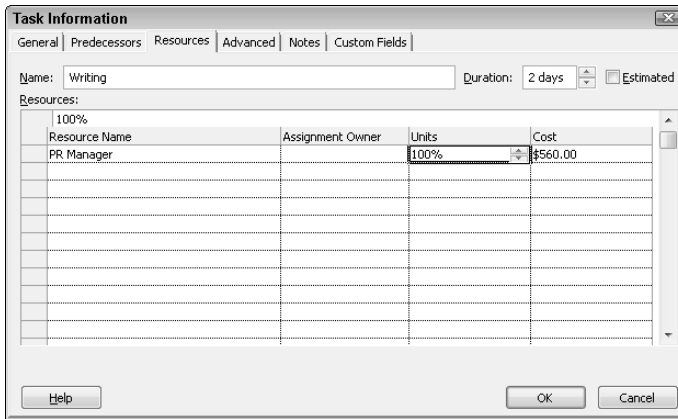 Task Information
General Predecessors Resources Advanced Notes Custom Fields
Name: Writing Duration: 2 days Estimated
Resources:
100%
Resource Name Assignment Owner Units Cost
PR Manager 100% $560.00
Help OK Cancel